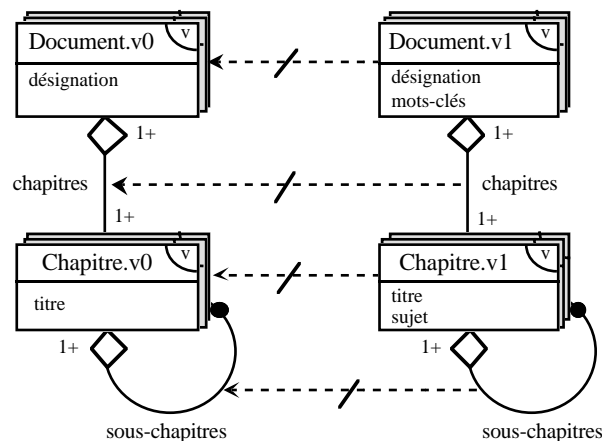 Document.v0 v
Document.v1 v
désignation
désignation
mots-clés
1+
1+
chapitres
chapitres
1+
1+
Chapitre.v0 v
Chapitre.v1 v
titre
titre
sujet
1+
1+
sous-chapitres
sous-chapitres